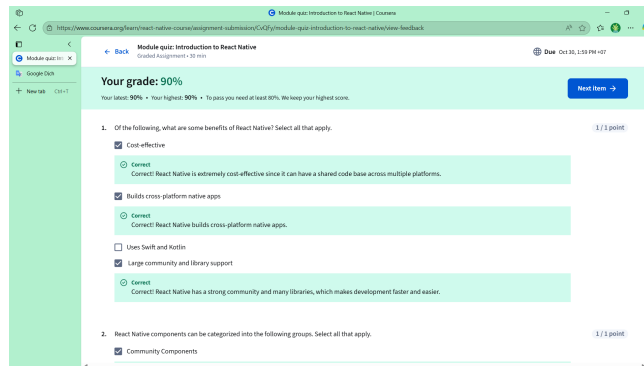 Module quiz: Introduction to React Native | Coursera
https://www.coursera.org/learn/react-native-course/assignment-submission/CvQFy/module-quiz-introduction-to-react-native/view-feedback
Module quiz: Int
Google Dich
New tab Ctrl+T
Back
Module quiz: Introduction to React Native
Graded Assignment • 30 min
Due Oct 30, 1:59 PM +07
Your grade: 90%
Your latest: 90% • Your highest: 90% • To pass you need at least 80%. We keep your highest score.
Next item →
1. Of the following, what are some benefits of React Native? Select all that apply.
1 / 1 point
Cost-effective
Correct
Correct! React Native is extremely cost-effective since it can have a shared code base across multiple platforms.
Builds cross-platform native apps
Correct
Correct! React Native builds cross-platform native apps.
Uses Swift and Kotlin
Large community and library support
Correct
Correct! React Native has a strong community and many libraries, which makes development faster and easier.
2. React Native components can be categorized into the following groups. Select all that apply.
1 / 1 point
Community Components